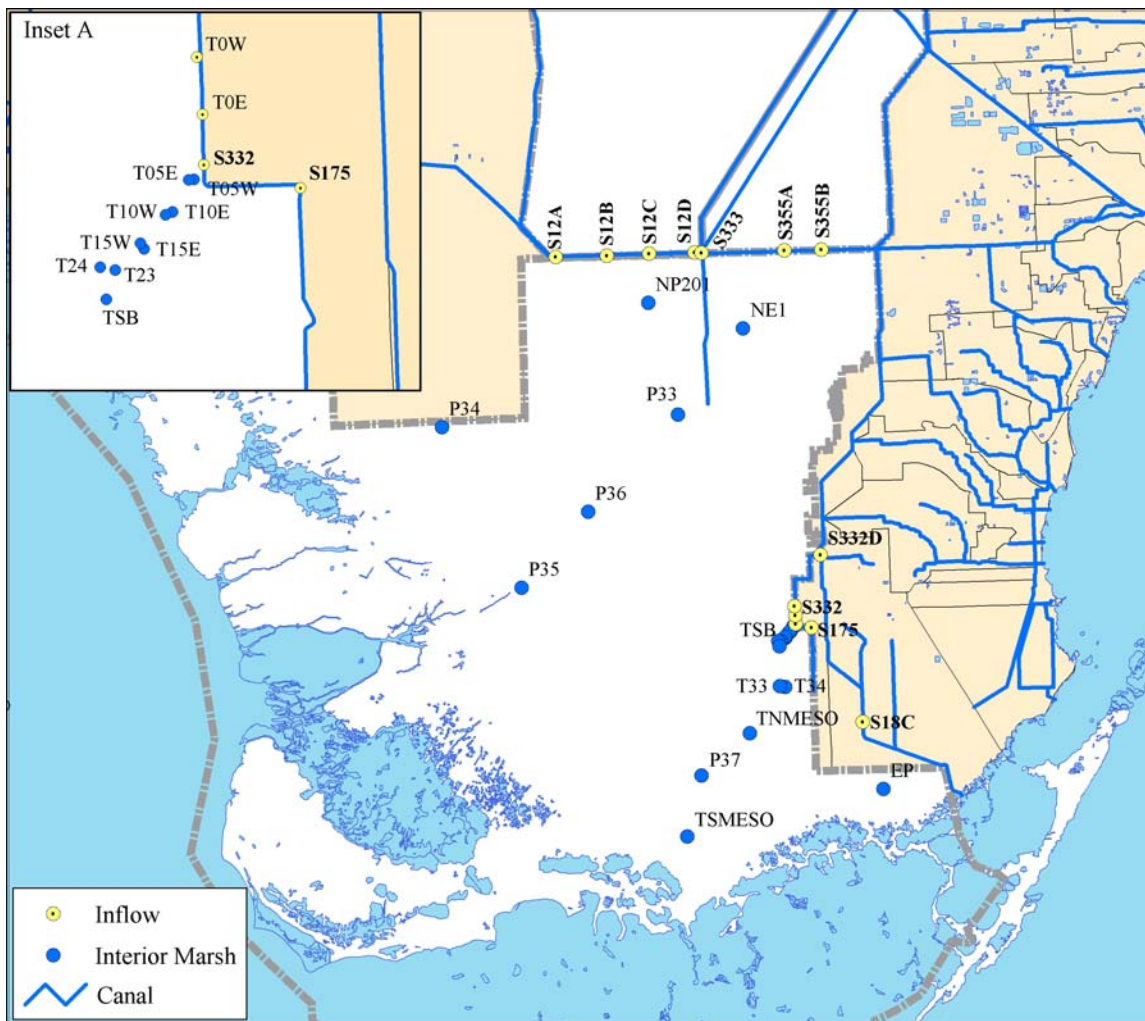 Inset A
T0W
T0E
S332
T05E
T05W
S175
T10W
T10E
T15W
T15E
T24
T23
TSB
S12A
S12B
S12C
S12D
S333
S355A
S355B
NP201
NE1
P33
P34
P36
P35
S332D
S332
TSB
S175
T33
T34
TNMESO
S18C
P37
EP
TSMESO
Inflow
Interior Marsh
Canal